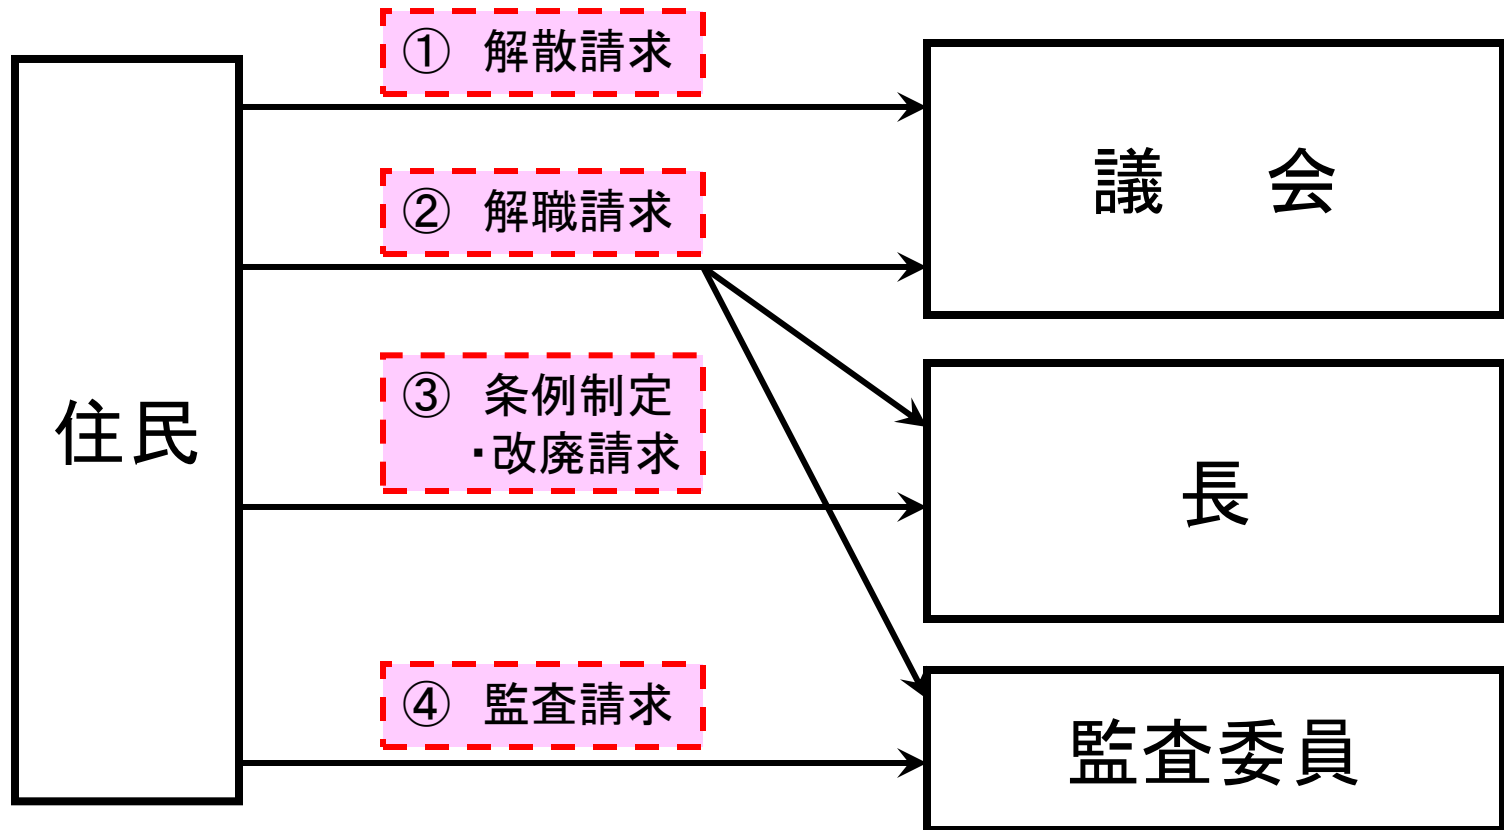 ① 解散請求
② 解職請求
③ 条例制定
・改廃請求
④ 監査請求
住民
議 会
長
監査委員